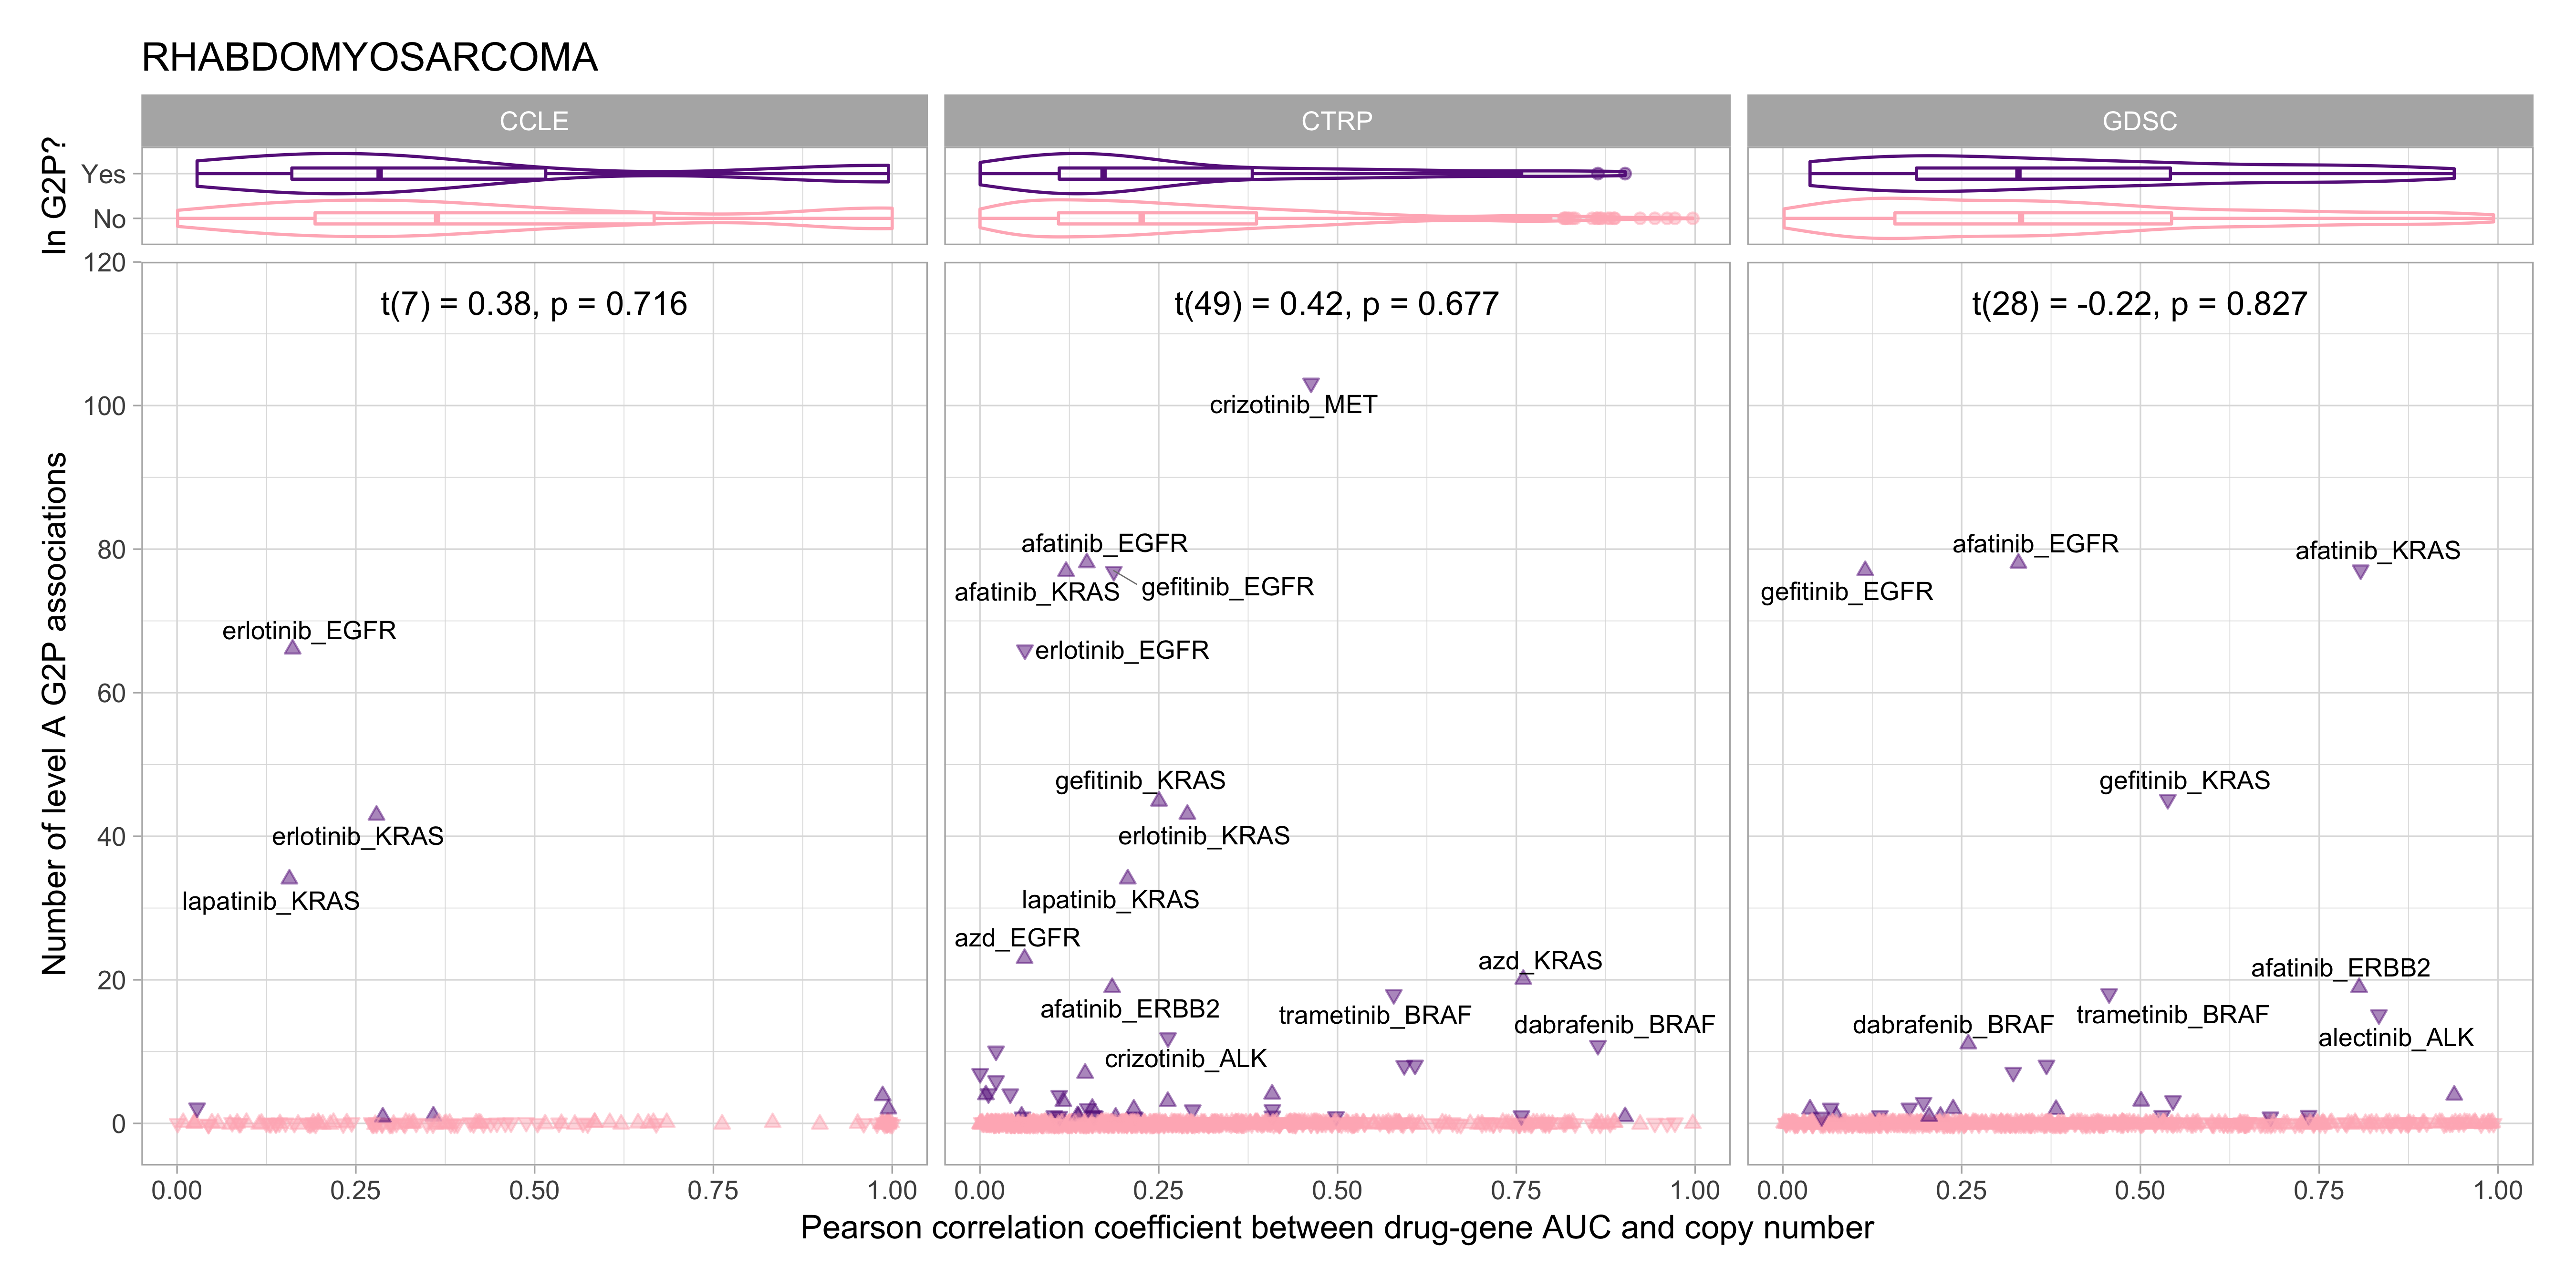 RHABDOMYOSARCOMA
CCLE
CTRP
GDSC
In G2P?
Yes
No
Number of level A G2P associations
120
100
80
60
40
20
0
t(7) = 0.38, p = 0.716
erlotinib_EGFR
erlotinib_KRAS
lapatinib_KRAS
t(49) = 0.42, p = 0.677
crizotinib_MET
afatinib_EGFR
afatinib_KRAS
gefitinib_EGFR
erlotinib_EGFR
gefitinib_KRAS
erlotinib_KRAS
lapatinib_KRAS
azd_EGFR
azd_KRAS
afatinib_ERBB2
trametinib_BRAF
dabrafenib_BRAF
crizotinib_ALK
t(28) = -0.22, p = 0.827
afatinib_EGFR
afatinib_KRAS
gefitinib_EGFR
gefitinib_KRAS
afatinib_ERBB2
trametinib_BRAF
dabrafenib_BRAF
alectinib_ALK
0.00 0.25 0.50 0.75 1.00
0.00 0.25 0.50 0.75 1.00
0.00 0.25 0.50 0.75 1.00
Pearson correlation coefficient between drug-gene AUC and copy number